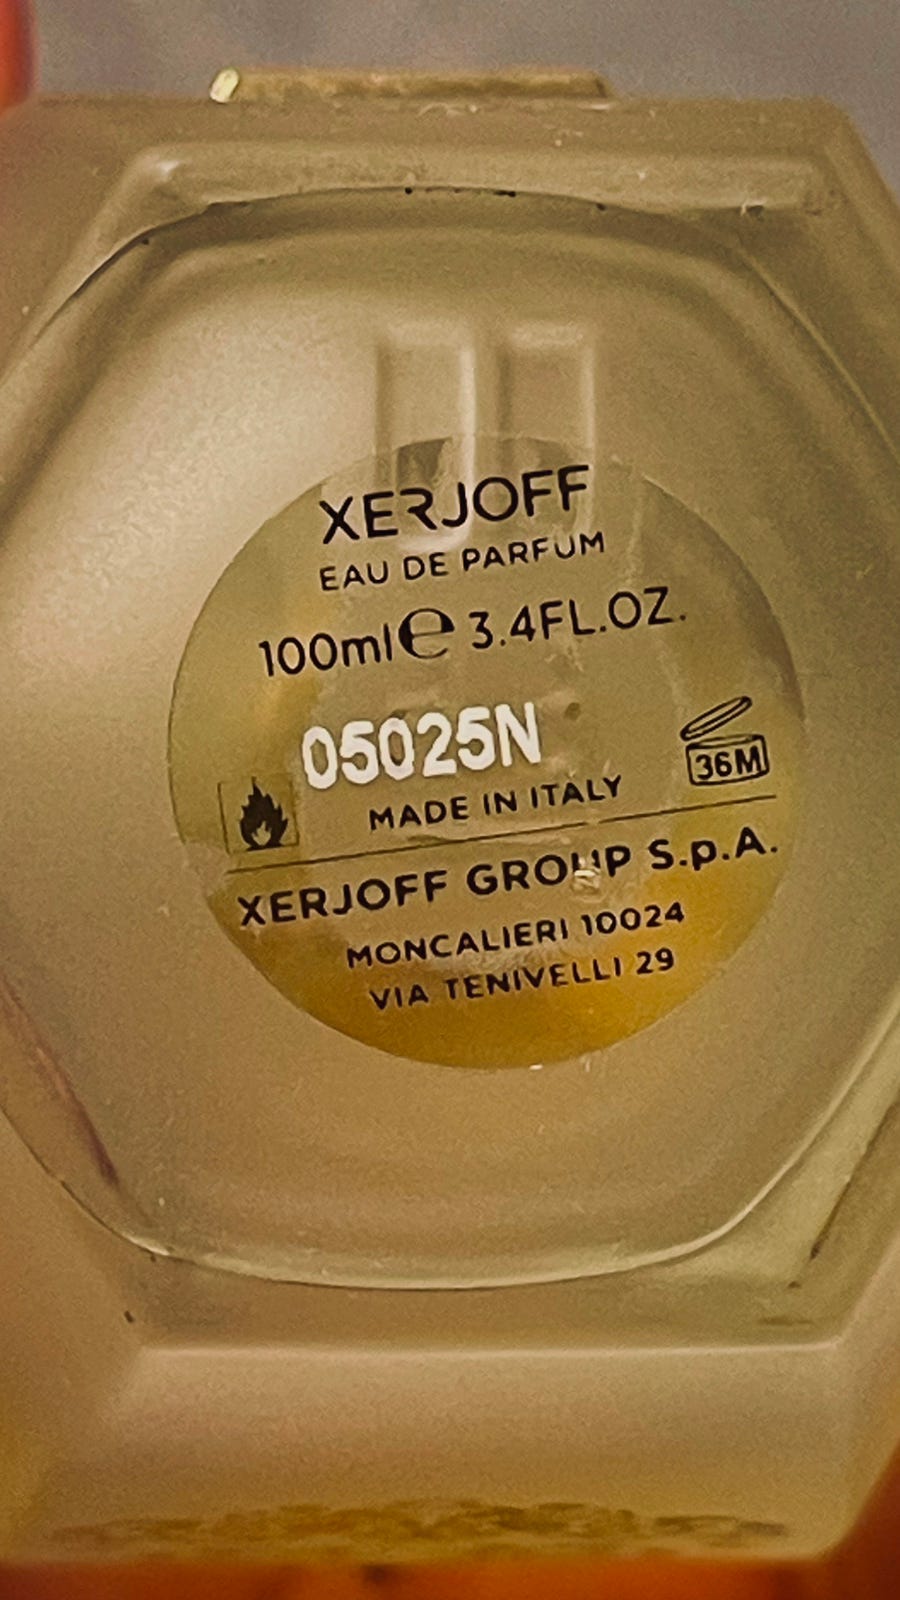 XERJOFF
EAU DE PARFUM
100ml ℮ 3.4FL.OZ.
05025N
36M
MADE IN ITALY
XERJOFF GROUP S.p.A.
MONCALIERI 10024
VIA TENIVELLI 29